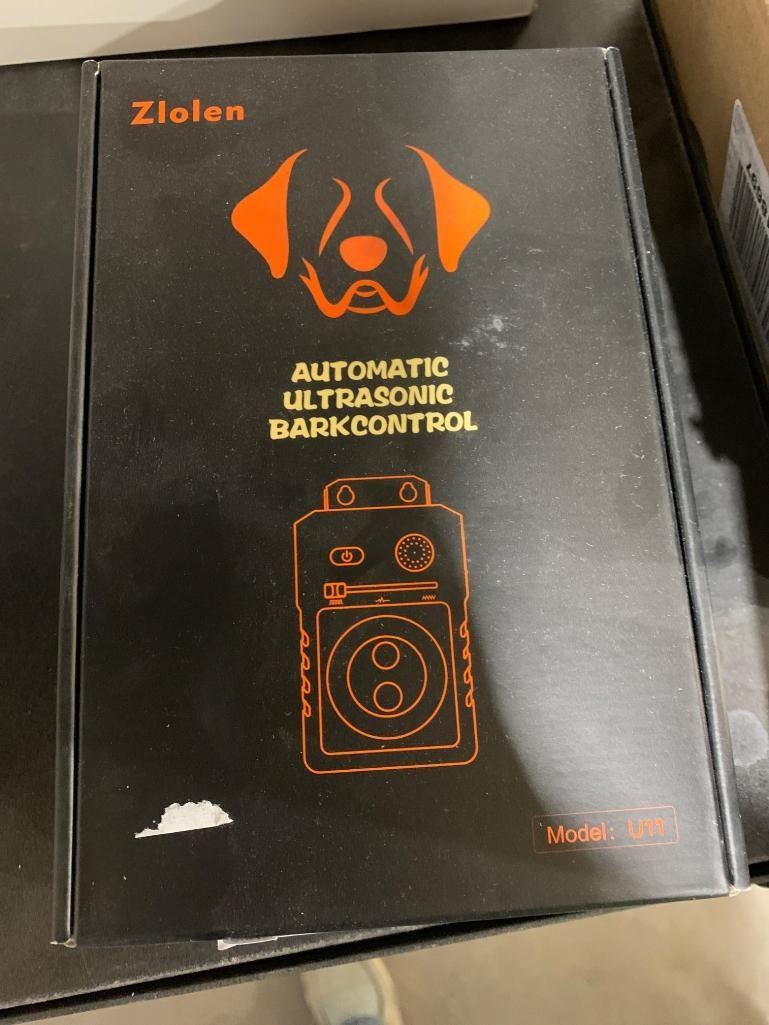 Zlolen
AUTOMATIC
ULTRASONIC
BARKCONTROL
Model: U11